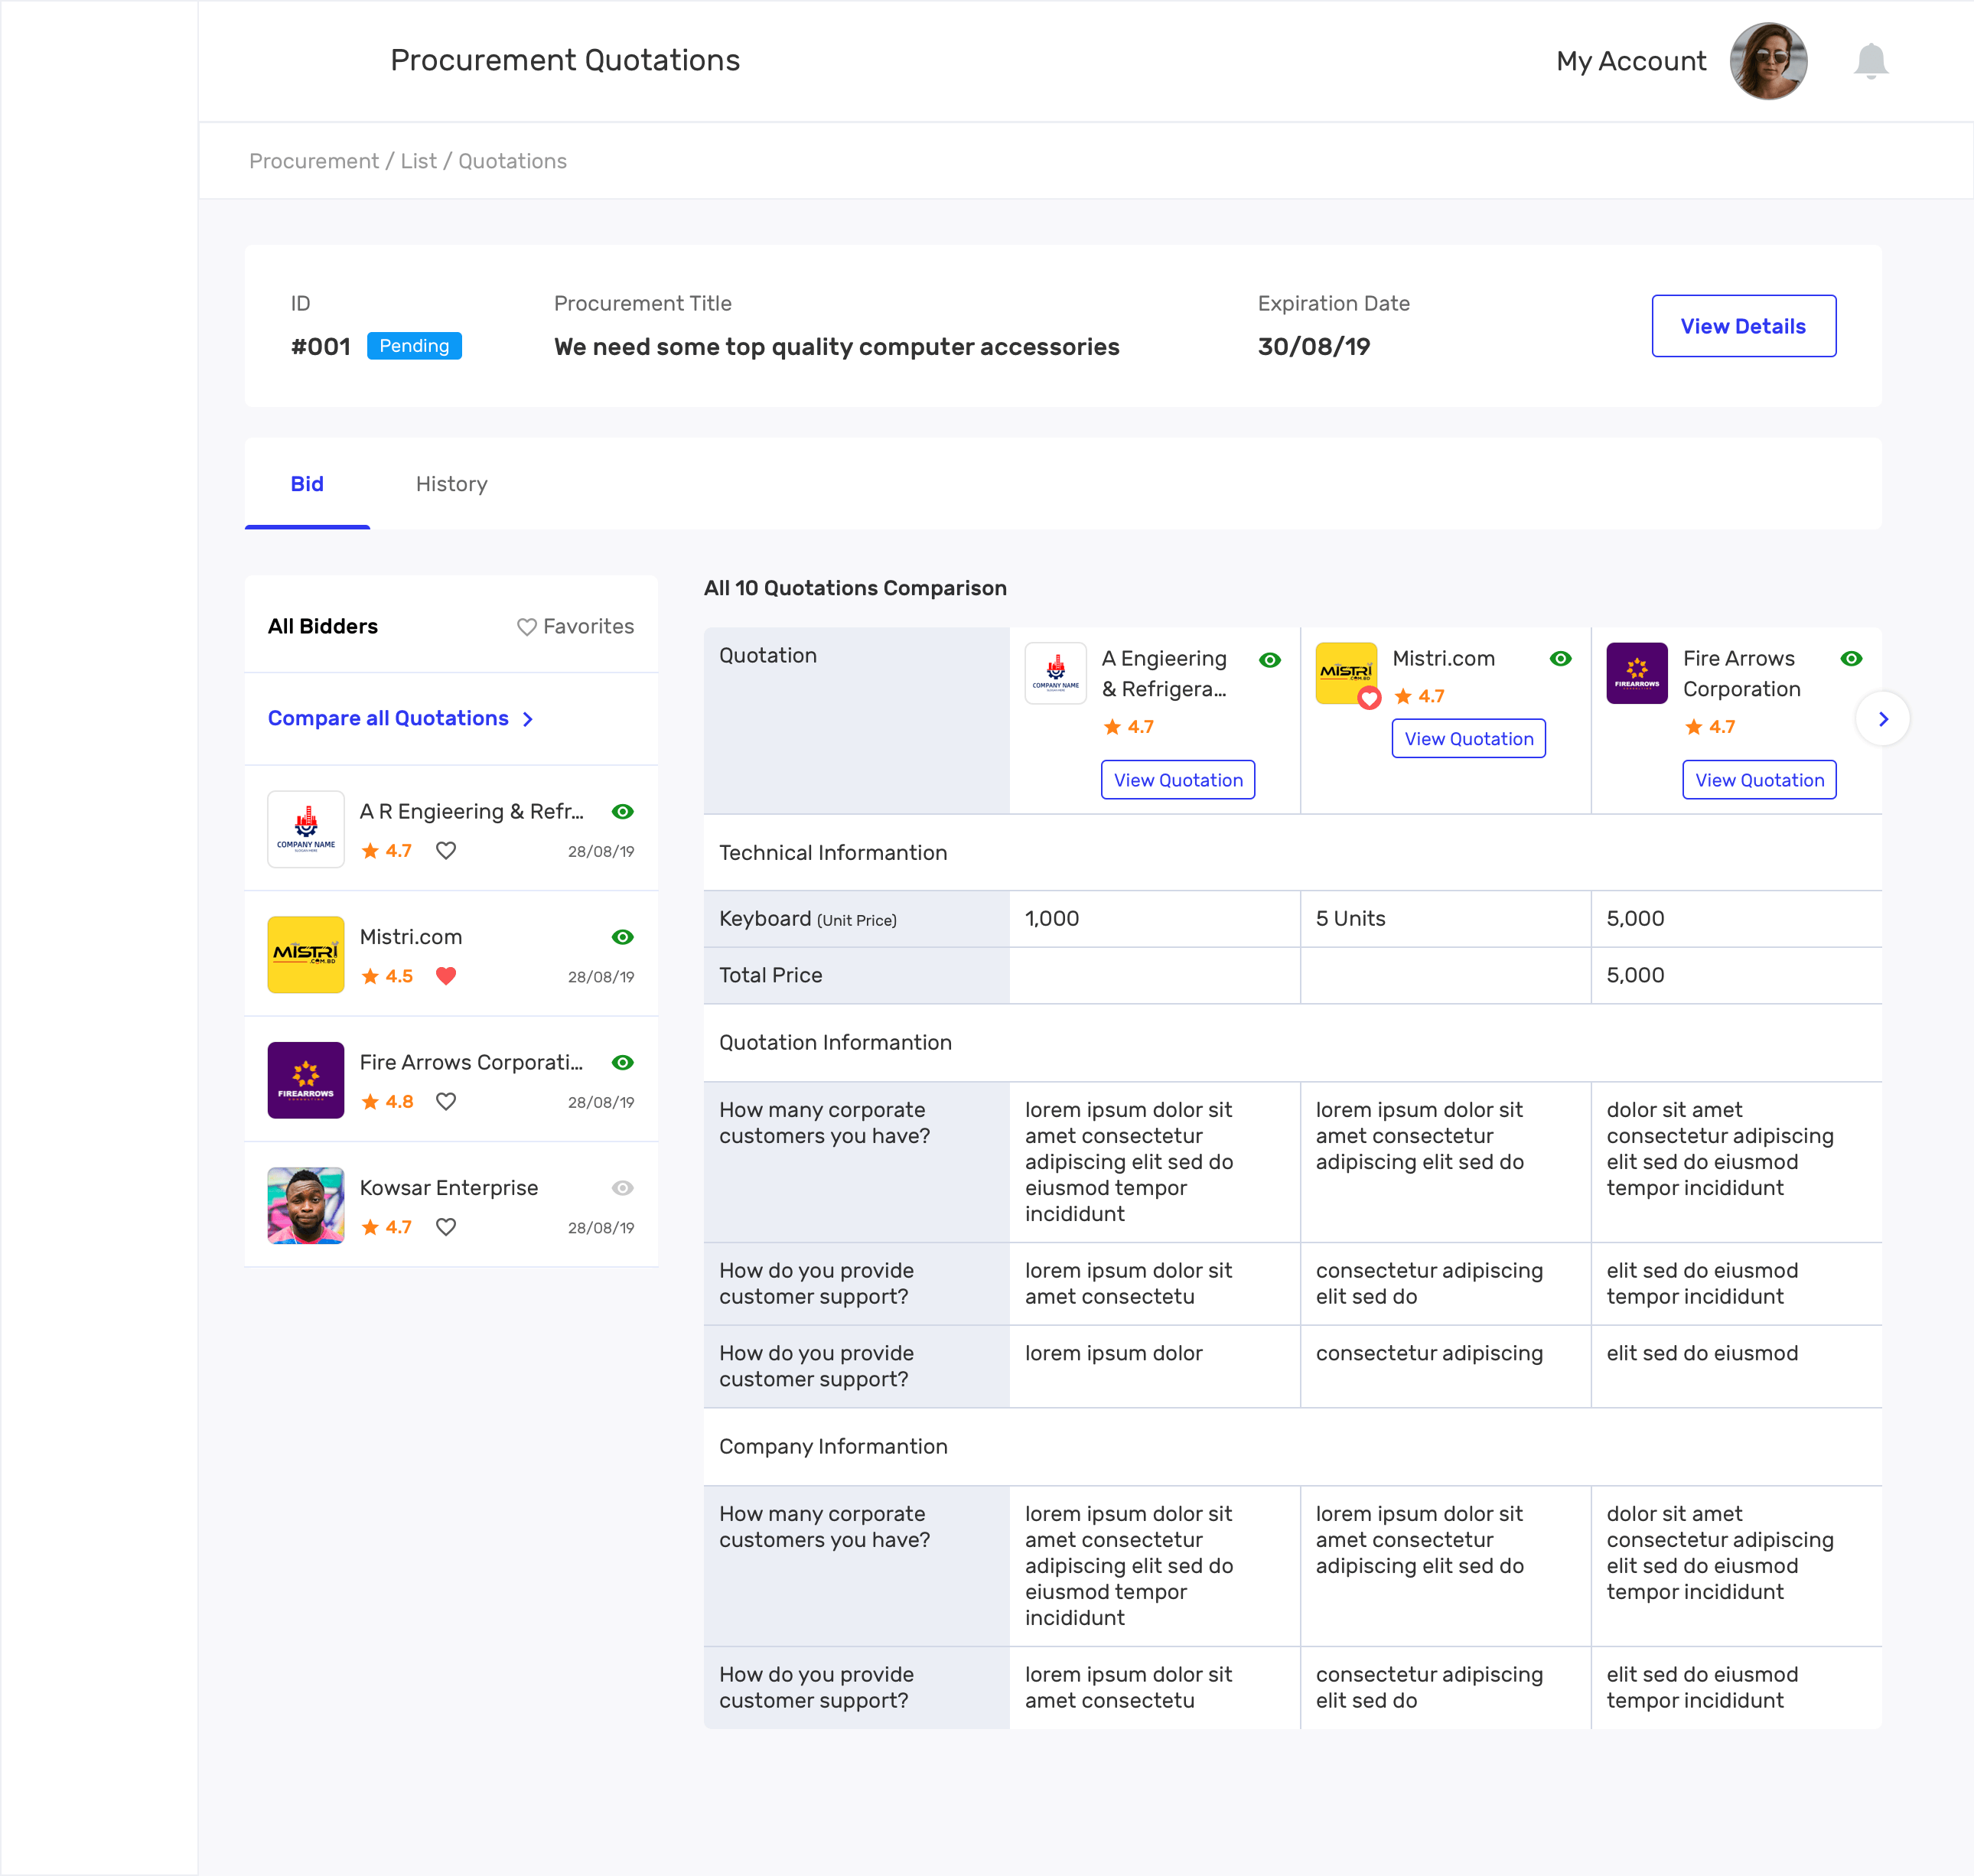 Procurement Quotations
My Account
Procurement / List / Quotations
ID
Procurement Title
Expiration Date
#001 Pending
We need some top quality computer accessories
30/08/19
View Details
Bid
History
All Bidders
Favorites
Compare all Quotations
COMPANY NAME
A R Engieering & Refr...
4.7
28/08/19
MISTRI
.COM.BD
Mistri.com
4.5
28/08/19
FIREARROWS
Fire Arrows Corporati...
4.8
28/08/19
Kowsar Enterprise
4.7
28/08/19
All 10 Quotations Comparison
Quotation
COMPANY NAME
A Engieering
& Refrigera...
4.7
View Quotation
MISTRI
.COM.BD
Mistri.com
4.7
View Quotation
FIREARROWS
Fire Arrows
Corporation
4.7
View Quotation
Technical Informantion
Keyboard (Unit Price)
1,000
5 Units
5,000
Total Price
5,000
Quotation Informantion
How many corporate
customers you have?
lorem ipsum dolor sit
amet consectetur
adipiscing elit sed do
eiusmod tempor
incididunt
lorem ipsum dolor sit
amet consectetur
adipiscing elit sed do
dolor sit amet
consectetur adipiscing
elit sed do eiusmod
tempor incididunt
How do you provide
customer support?
lorem ipsum dolor sit
amet consectetu
consectetur adipiscing
elit sed do
elit sed do eiusmod
tempor incididunt
How do you provide
customer support?
lorem ipsum dolor
consectetur adipiscing
elit sed do eiusmod
Company Informantion
How many corporate
customers you have?
lorem ipsum dolor sit
amet consectetur
adipiscing elit sed do
eiusmod tempor
incididunt
lorem ipsum dolor sit
amet consectetur
adipiscing elit sed do
dolor sit amet
consectetur adipiscing
elit sed do eiusmod
tempor incididunt
How do you provide
customer support?
lorem ipsum dolor sit
amet consectetu
consectetur adipiscing
elit sed do
elit sed do eiusmod
tempor incididunt